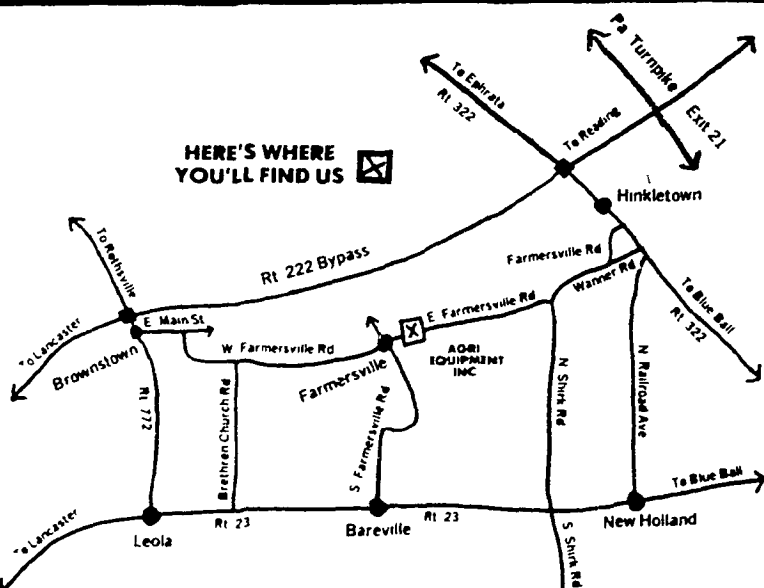 Pa Turnpike
Exit 21
To Ephrata
Rt 322
To Reading
HERE'S WHERE
YOU'LL FIND US
Hinkletown
To Rothsville
Rt 222 Bypass
Farmersville Rd
Wanner Rd
To Blue Ball
Rt 322
To Lancaster
E Main St
E Farmersville Rd
Brownstown
W Farmersville Rd
Farmersville
AGRI
EQUIPMENT
INC
Rt 772
Brethren Church Rd
S Farmersville Rd
N Shirk Rd
N Railroad Ave
To Blue Ball
To Lancaster
Leola
Rt 23
Bareville
Rt 23
New Holland
S Shirk Rd